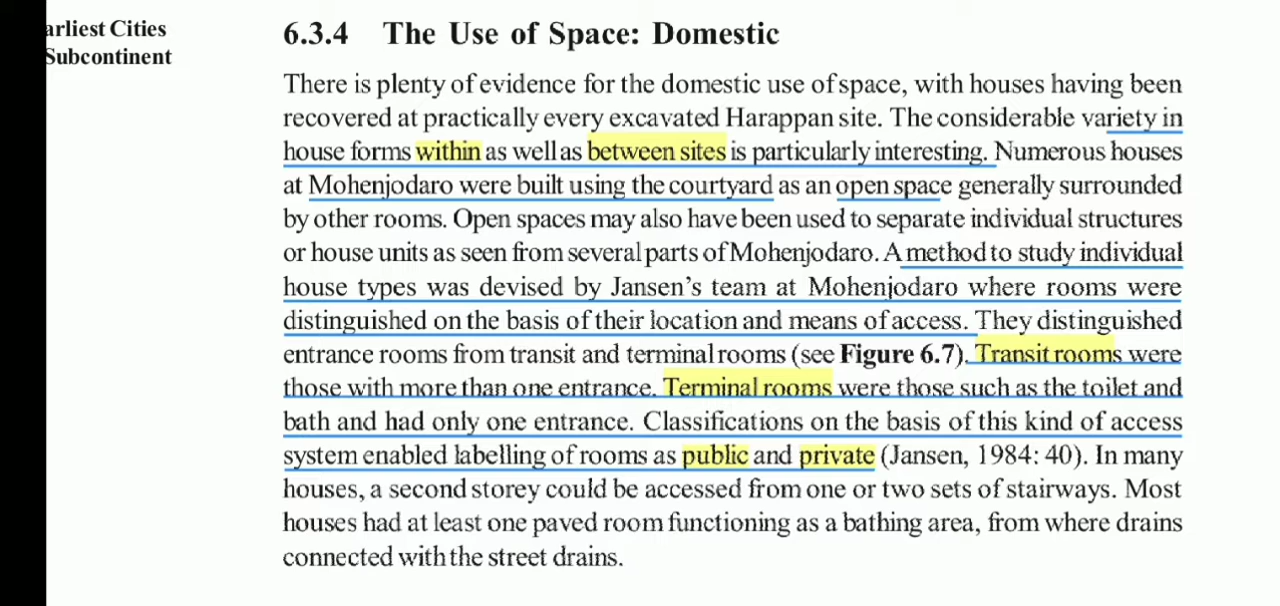 arliest Cities
Subcontinent
6.3.4 The Use of Space: Domestic
There is plenty of evidence for the domestic use of space, with houses having been
recovered at practically every excavated Harappan site. The considerable variety in
house forms within as well as between sites is particularly interesting. Numerous houses
at Mohenjodaro were built using the courtyard as an open space generally surrounded
by other rooms. Open spaces may also have been used to separate individual structures
or house units as seen from several parts of Mohenjodaro. A method to study individual
house types was devised by Jansen's team at Mohenjodaro where rooms were
distinguished on the basis of their location and means of access. They distinguished
entrance rooms from transit and terminal rooms (see Figure 6.7). Transit rooms were
those with more than one entrance. Terminal rooms were those such as the toilet and
bath and had only one entrance. Classifications on the basis of this kind of access
system enabled labelling of rooms as public and private (Jansen, 1984: 40). In many
houses, a second storey could be accessed from one or two sets of stairways. Most
houses had at least one paved room functioning as a bathing area, from where drains
connected with the street drains.